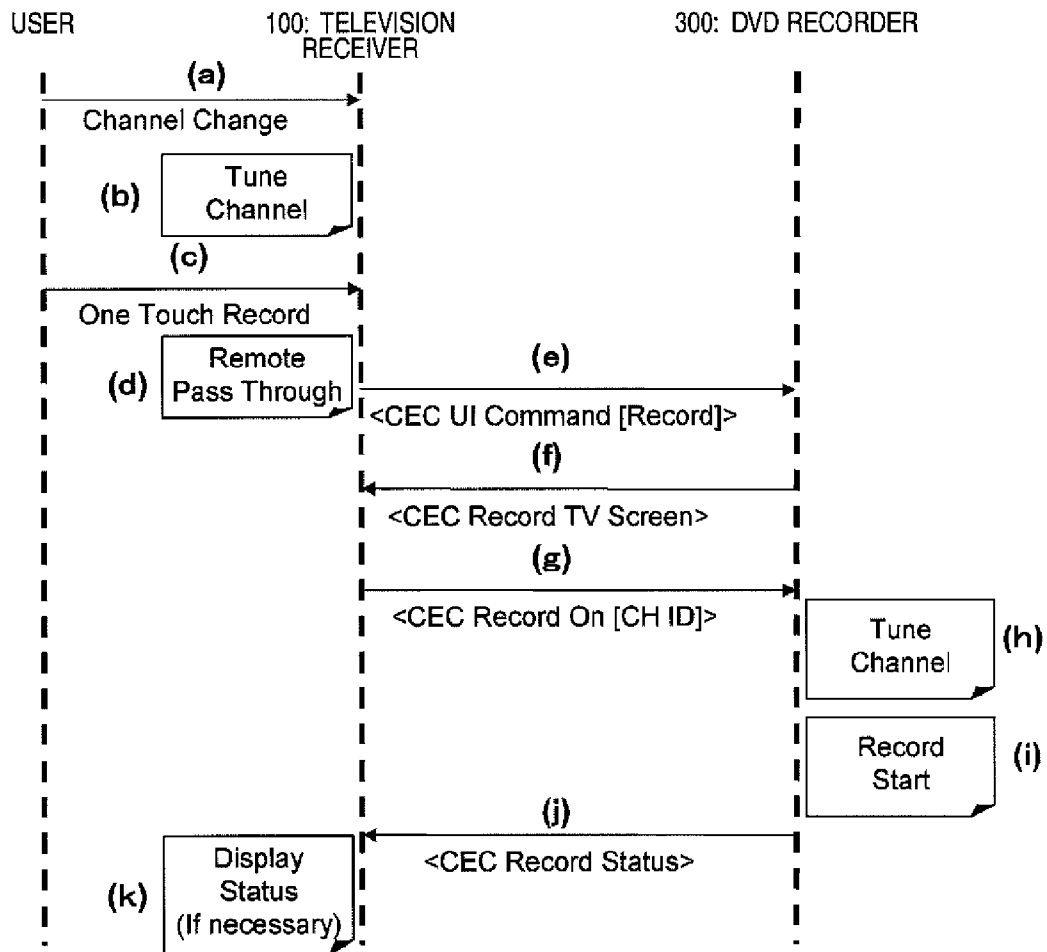 USER
100: TELEVISION
RECEIVER
300: DVD RECORDER
(a)
Channel Change
(b)
Tune
Channel
(c)
One Touch Record
(d)
Remote
Pass Through
(e)
<CEC UI Command [Record]>
(f)
<CEC Record TV Screen>
(g)
<CEC Record On [CH ID]>
Tune
Channel
(h)
Record
Start
(i)
(j)
<CEC Record Status>
(k)
Display
Status
(If necessary)